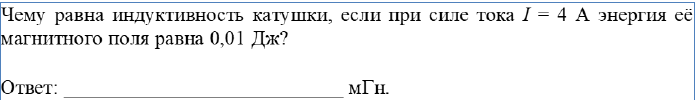 Чему равна индуктивность катушки, если при силе тока I = 4 А энергия её
магнитного поля равна 0,01 Дж?
Ответ: ____________________________ мГн.